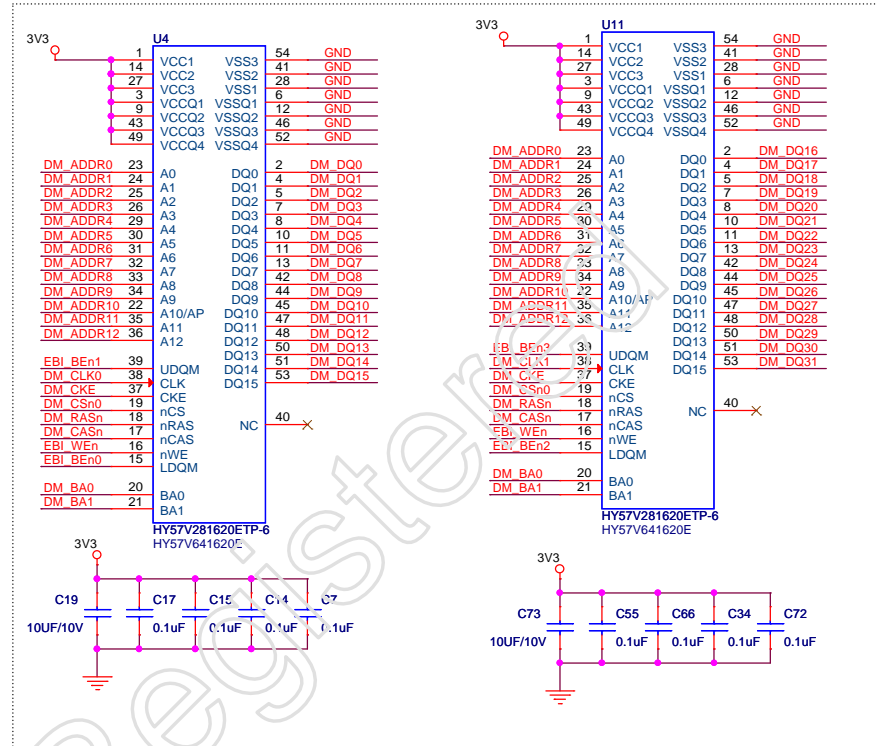 U4
3V3
1 VCC1 VSS3 54 GND
14 VCC2 VSS2 41 GND
27 VCC3 VSS1 28 GND
3 VCCQ1 VSSQ1 6 GND
9 VCCQ2 VSSQ2 12 GND
43 VCCQ3 VSSQ3 46 GND
49 VCCQ4 VSSQ4 52 GND
DM_ADDR0 23 A0 DQ0 2 DM_DQ0
DM_ADDR1 24 A1 DQ1 4 DM_DQ1
DM_ADDR2 25 A2 DQ2 5 DM_DQ2
DM_ADDR3 26 A3 DQ3 7 DM_DQ3
DM_ADDR4 29 A4 DQ4 8 DM_DQ4
DM_ADDR5 30 A5 DQ5 10 DM_DQ5
DM_ADDR6 31 A6 DQ6 11 DM_DQ6
DM_ADDR7 32 A7 DQ7 13 DM_DQ7
DM_ADDR8 33 A8 DQ8 42 DM_DQ8
DM_ADDR9 34 A9 DQ9 44 DM_DQ9
DM_ADDR10 22 A10/AP DQ10 45 DM_DQ10
DM_ADDR11 35 A11 DQ11 47 DM_DQ11
DM_ADDR12 36 A12 DQ12 48 DM_DQ12
DQ13 50 DM_DQ13
EBI_BEn1 39 UDQM DQ14 51 DM_DQ14
DM_CLK0 38 CLK DQ15 53 DM_DQ15
DM_CKE 37 CKE
DM_CSn0 19 nCS
DM_RASn 18 nRAS NC 40
DM_CASn 17 nCAS
EBI_WEn 16 nWE
EBI_BEn0 15 LDQM
DM_BA0 20 BA0
DM_BA1 21 BA1
HY57V281620ETP-6
HY57V641620E
3V3
C19 C17 C15 C14 C7
10UF/10V 0.1uF 0.1uF 0.1uF 0.1uF
U11
3V3
1 VCC1 VSS3 54 GND
14 VCC2 VSS2 41 GND
27 VCC3 VSS1 28 GND
3 VCCQ1 VSSQ1 6 GND
9 VCCQ2 VSSQ2 12 GND
43 VCCQ3 VSSQ3 46 GND
49 VCCQ4 VSSQ4 52 GND
DM_ADDR0 23 A0 DQ0 2 DM_DQ16
DM_ADDR1 24 A1 DQ1 4 DM_DQ17
DM_ADDR2 25 A2 DQ2 5 DM_DQ18
DM_ADDR3 26 A3 DQ3 7 DM_DQ19
DM_ADDR4 29 A4 DQ4 8 DM_DQ20
DM_ADDR5 30 A5 DQ5 10 DM_DQ21
DM_ADDR6 31 A6 DQ6 11 DM_DQ22
DM_ADDR7 32 A7 DQ7 13 DM_DQ23
DM_ADDR8 33 A8 DQ8 42 DM_DQ24
DM_ADDR9 34 A9 DQ9 44 DM_DQ25
DM_ADDR10 22 A10/AP DQ10 45 DM_DQ26
DM_ADDR11 35 A11 DQ11 47 DM_DQ27
DM_ADDR12 36 A12 DQ12 48 DM_DQ28
DQ13 50 DM_DQ29
EBI_BEn3 39 UDQM DQ14 51 DM_DQ30
DM_CLK1 38 CLK DQ15 53 DM_DQ31
DM_CKE 37 CKE
DM_CSn0 19 nCS
DM_RASn 18 nRAS NC 40
DM_CASn 17 nCAS
EBI_WEn 16 nWE
EBI_BEn2 15 LDQM
DM_BA0 20 BA0
DM_BA1 21 BA1
HY57V281620ETP-6
HY57V641620E
3V3
C73 C55 C66 C34 C72
10UF/10V 0.1uF 0.1uF 0.1uF 0.1uF
Registered